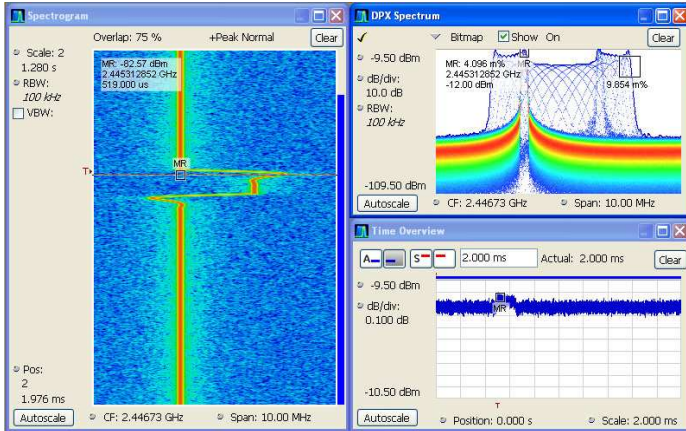 Spectrogram
Overlap: 75 %
+Peak Normal
Clear
Scale: 2
1.280 s
RBW:
100 kHz
VBW:
MR: -62.57 dBm
2.445312852 GHz
519.000 us
MR
T
Pos:
2
1.976 ms
Autoscale
CF: 2.44673 GHz
Span: 10.00 MHz
DPX Spectrum
Bitmap
Show
On
Clear
-9.50 dBm
dB/div:
10.0 dB
RBW:
100 kHz
-109.50 dBm
MR: 4.096 m%
2.445312852 GHz
-12.00 dBm
MR
9.854 m%
Autoscale
CF: 2.44673 GHz
Span: 10.00 MHz
Time Overview
A
S
2.000 ms
Actual: 2.000 ms
Clear
-9.50 dBm
dB/div:
0.100 dB
-10.50 dBm
MR
T
Autoscale
Position: 0.000 s
Scale: 2.000 ms